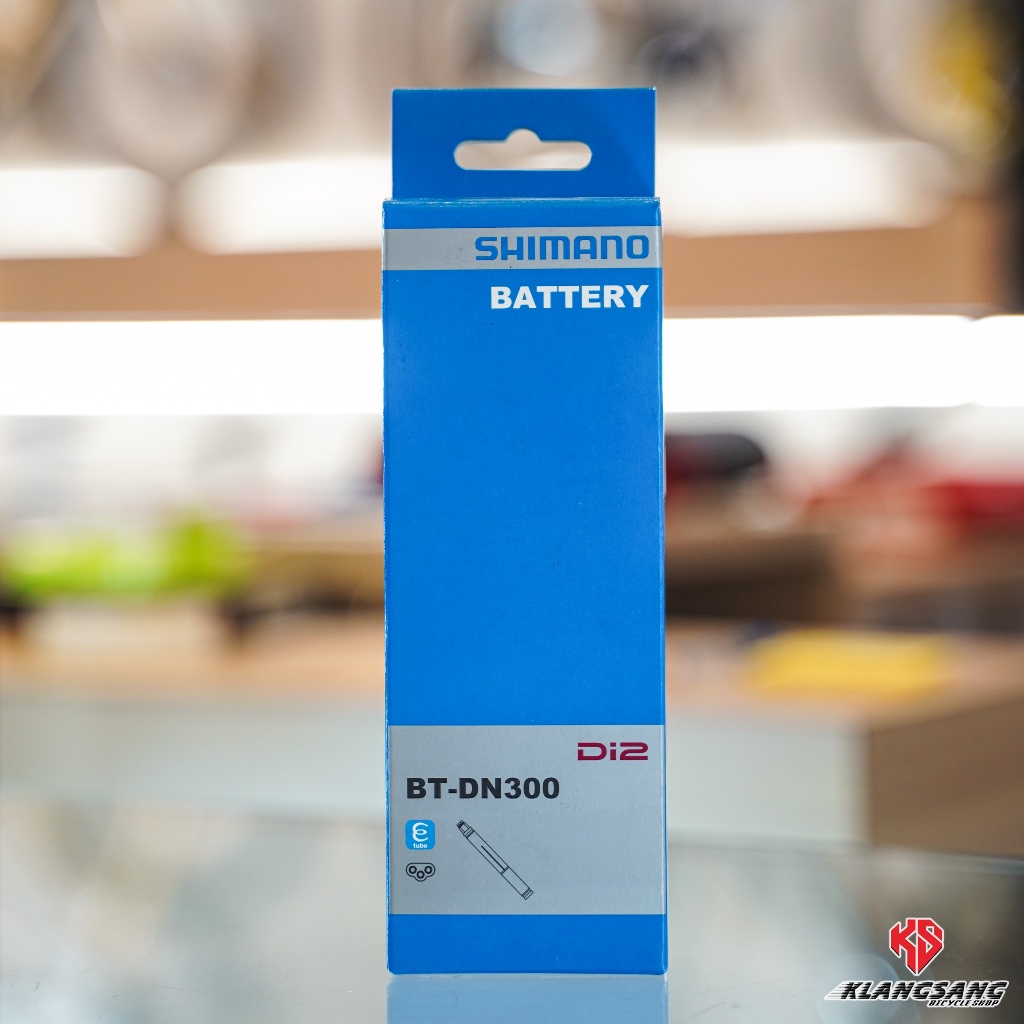 SHIMANO
BATTERY
Di2
BT-DN300
E
tube
KS
KLANGSANG
BICYCLE SHOP